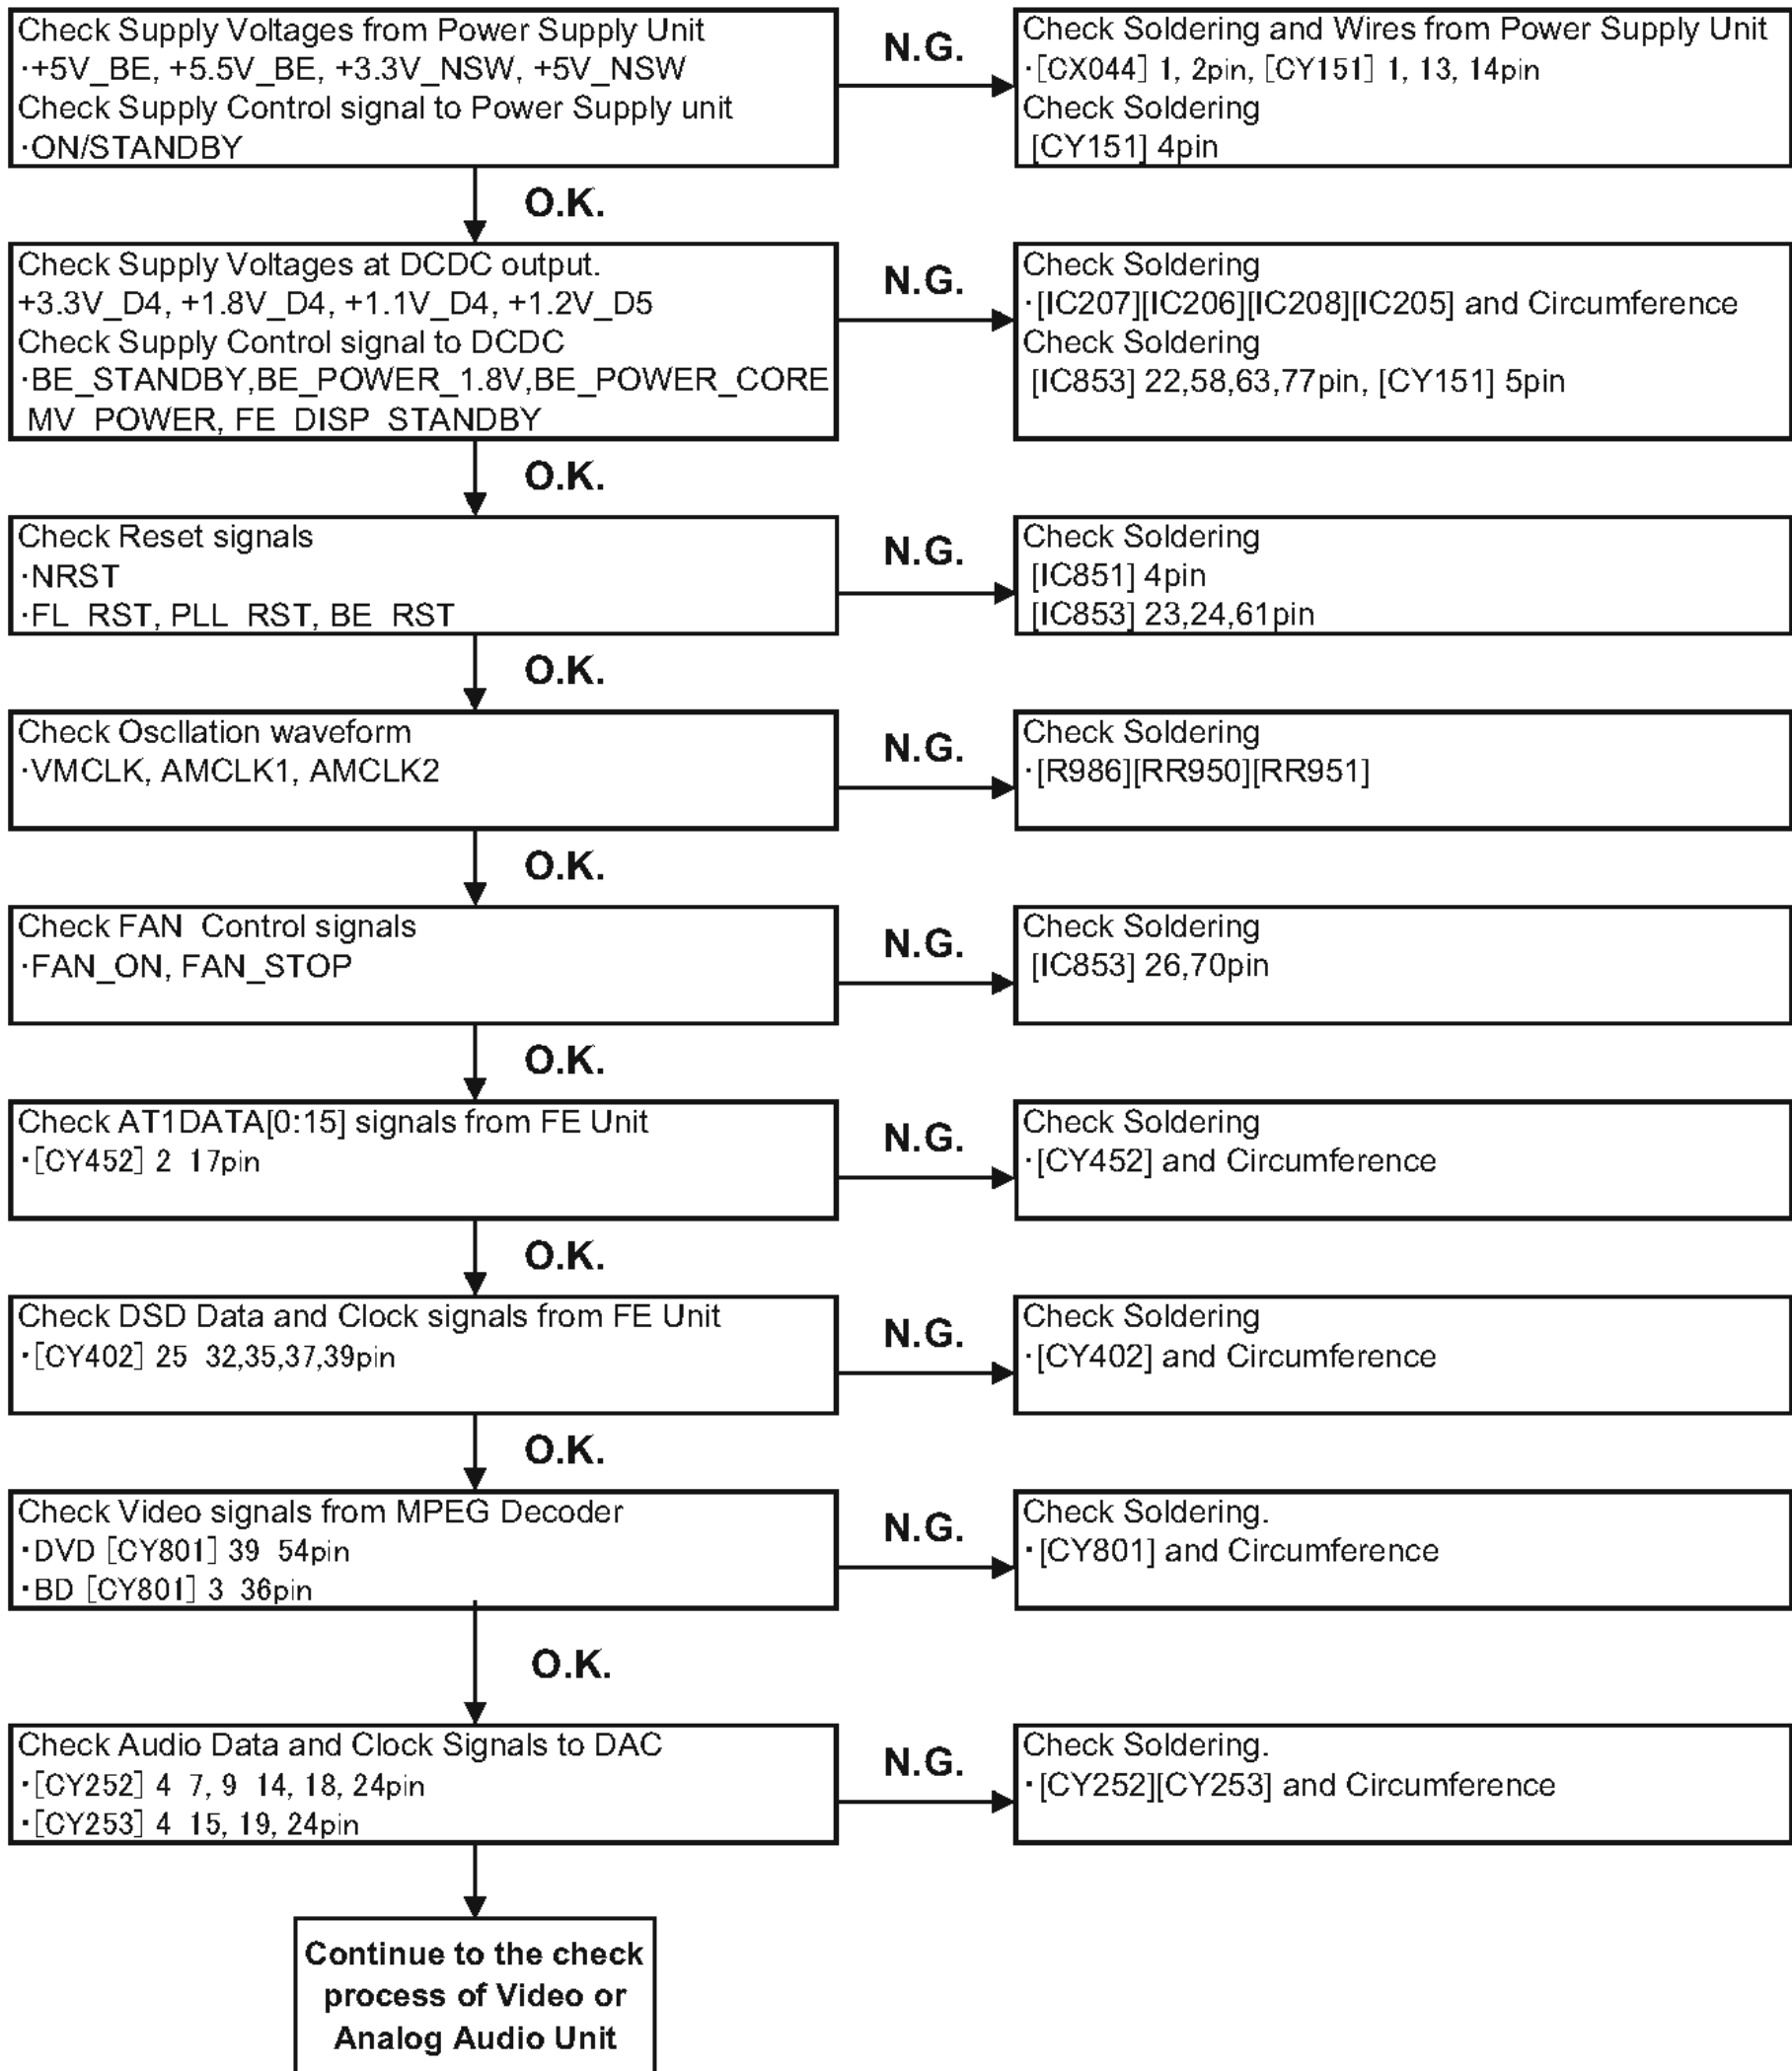 Check Supply Voltages from Power Supply Unit
·+5V_BE, +5.5V_BE, +3.3V_NSW, +5V_NSW
Check Supply Control signal to Power Supply unit
·ON/STANDBY
N.G.
Check Soldering and Wires from Power Supply Unit
·[CX044] 1, 2pin, [CY151] 1, 13, 14pin
Check Soldering
[CY151] 4pin
O.K.
Check Supply Voltages at DCDC output.
+3.3V_D4, +1.8V_D4, +1.1V_D4, +1.2V_D5
Check Supply Control signal to DCDC
·BE_STANDBY,BE_POWER_1.8V,BE_POWER_CORE
MV POWER, FE DISP STANDBY
N.G.
Check Soldering
·[IC207][IC206][IC208][IC205] and Circumference
Check Soldering
[IC853] 22,58,63,77pin, [CY151] 5pin
O.K.
Check Reset signals
·NRST
·FL RST, PLL RST, BE RST
N.G.
Check Soldering
[IC851] 4pin
[IC853] 23,24,61pin
O.K.
Check Oscllation waveform
·VMCLK, AMCLK1, AMCLK2
N.G.
Check Soldering
·[R986][RR950][RR951]
O.K.
Check FAN Control signals
·FAN_ON, FAN_STOP
N.G.
Check Soldering
[IC853] 26,70pin
O.K.
Check AT1DATA[0:15] signals from FE Unit
·[CY452] 2 17pin
N.G.
Check Soldering
·[CY452] and Circumference
O.K.
Check DSD Data and Clock signals from FE Unit
·[CY402] 25 32,35,37,39pin
N.G.
Check Soldering
·[CY402] and Circumference
O.K.
Check Video signals from MPEG Decoder
·DVD [CY801] 39 54pin
·BD [CY801] 3 36pin
N.G.
Check Soldering.
·[CY801] and Circumference
O.K.
Check Audio Data and Clock Signals to DAC
·[CY252] 4 7, 9 14, 18, 24pin
·[CY253] 4 15, 19, 24pin
N.G.
Check Soldering.
·[CY252][CY253] and Circumference
Continue to the check
process of Video or
Analog Audio Unit